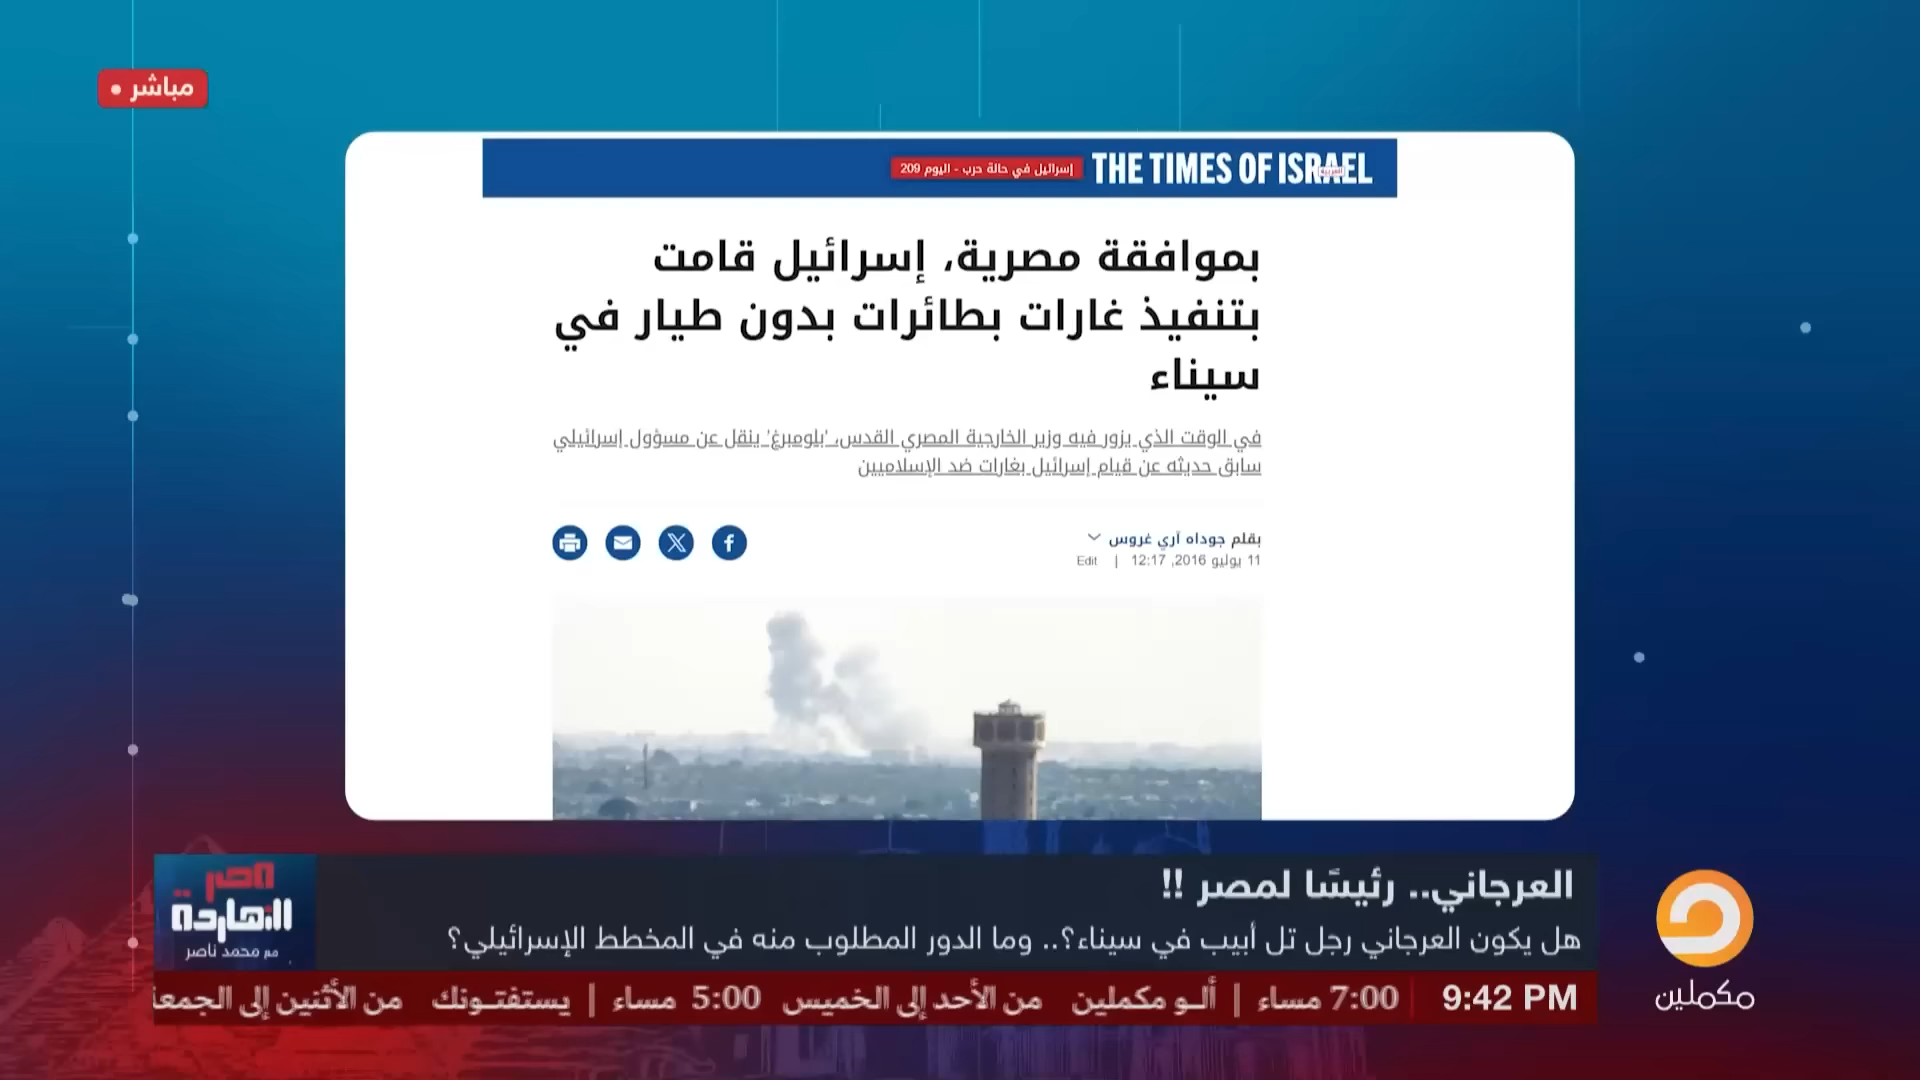 مباشر
THE TIMES OF ISRAEL
العربية
إسرائيل في حالة حرب - اليوم 209
بموافقة مصرية، إسرائيل قامت
بتنفيذ غارات بطائرات بدون طيار في
سيناء
في الوقت الذي يزور فيه وزير الخارجية المصري القدس، 'بلومبرغ' ينقل عن مسؤول إسرائيلي
سابق حديثه عن قيام إسرائيل بغارات ضد الإسلاميين
بقلم جوداه آري غروس
11 يوليو 2016, 12:17 | Edit
العرجاني.. رئيسًا لمصر !!
هل يكون العرجاني رجل تل أبيب في سيناء؟.. وما الدور المطلوب منه في المخطط الإسرائيلي؟
مصر
النهاردة
مع محمد ناصر
9:42 PM
7:00 مساء | ألـو مكملين من الأحد إلى الخميس 5:00 مساء | يستفتـونك من الأثنين إلى الجمعة
مكملين